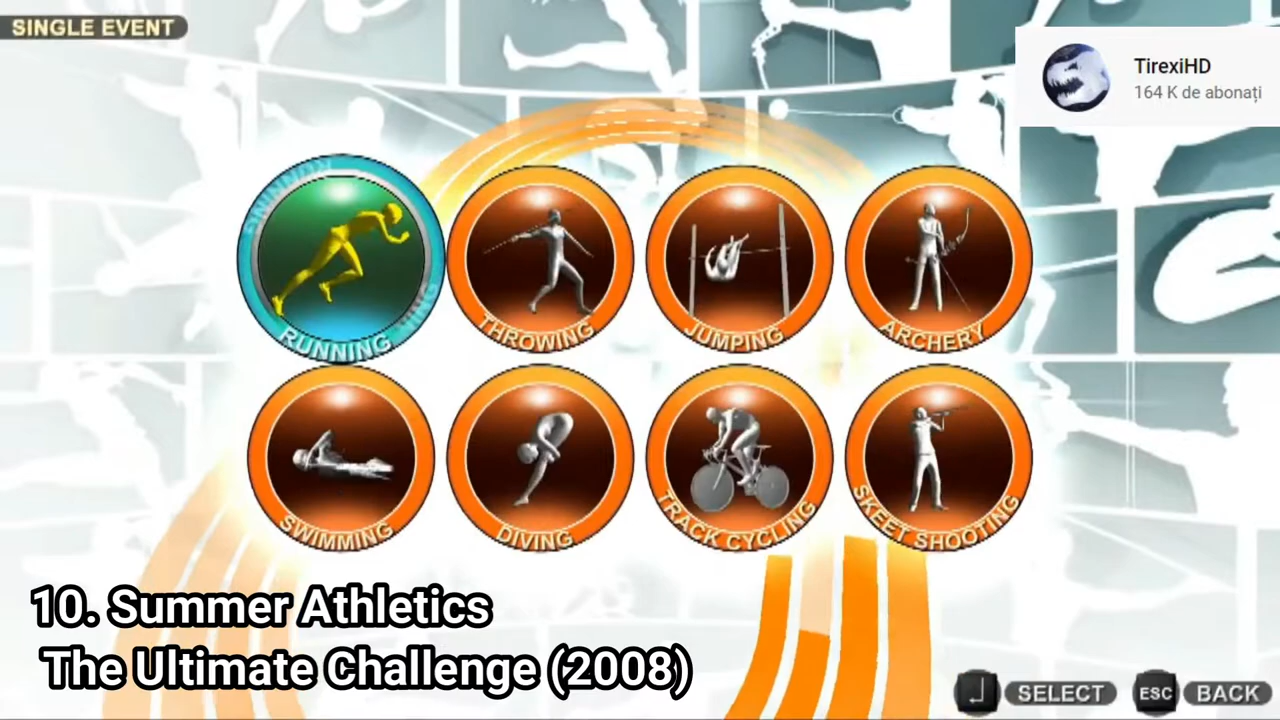 SINGLE EVENT
TirexiHD
164 K de abonați
RUNNING
THROWING
JUMPING
ARCHERY
SWIMMING
DIVING
TRACK CYCLING
SKEET SHOOTING
10. Summer Athletics
The Ultimate Challenge (2008)
SELECT
ESC
BACK